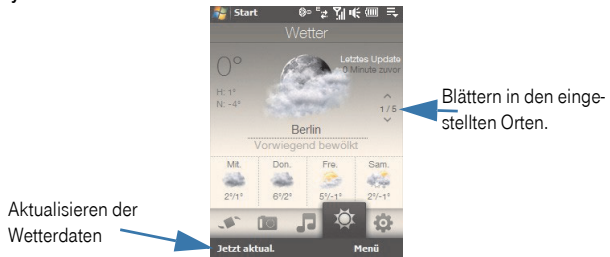 Start
Wetter
0°
Letztes Update
0 Minute zuvor
H: 1°
N: -4°
1/5
Blättern in den einge-
stellten Orten.
Berlin
Vorwiegend bewölkt
Mit. Don. Fre. Sam.
2°/1° 6°/2° 5°/-1° 2°/-1°
Aktualisieren der
Wetterdaten
Jetzt aktual. Menü